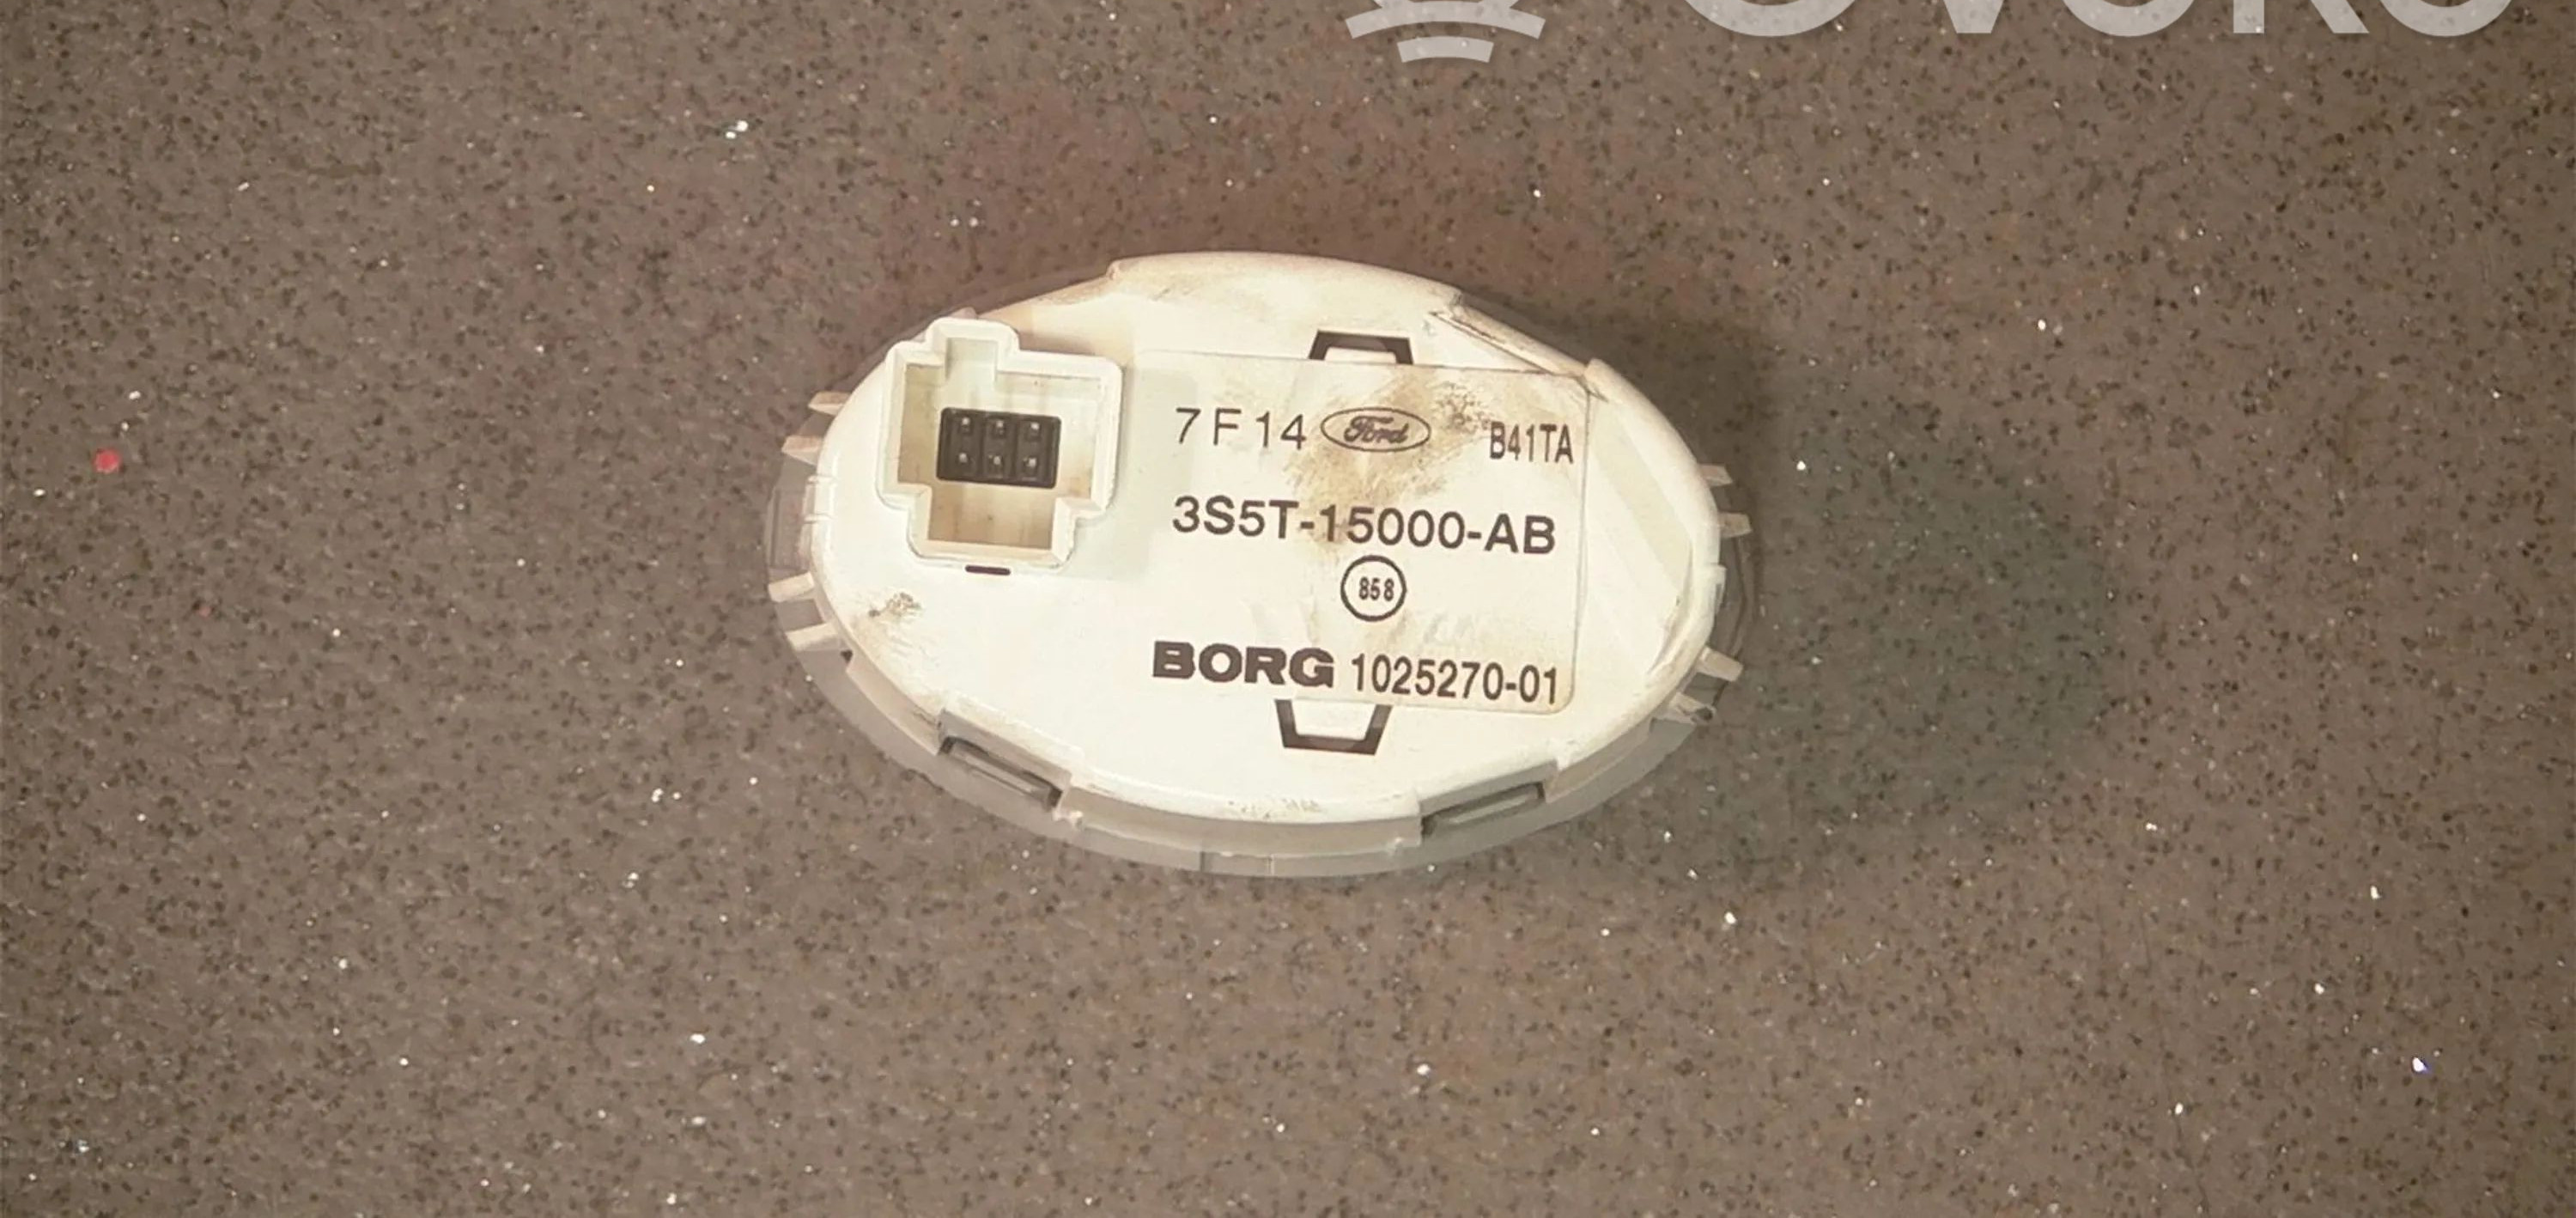 7F14 Ford B41TA
3S5T-15000-AB
858
BORG 1025270-01